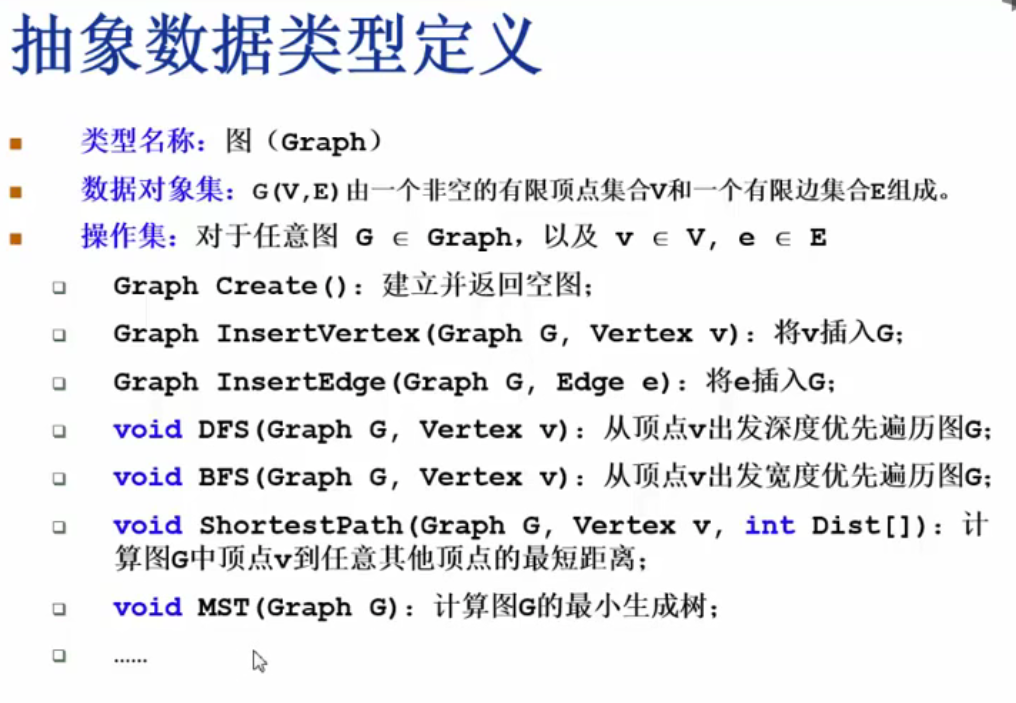 抽象数据类型定义
类型名称：图（Graph）
数据对象集：G(V,E)由一个非空的有限顶点集合V和一个有限边集合E组成。
操作集：对于任意图 G ∈ Graph，以及 v ∈ V, e ∈ E
Graph Create()：建立并返回空图；
Graph InsertVertex(Graph G, Vertex v)：将v插入G；
Graph InsertEdge(Graph G, Edge e)：将e插入G；
void DFS(Graph G, Vertex v)：从顶点v出发深度优先遍历图G；
void BFS(Graph G, Vertex v)：从顶点v出发宽度优先遍历图G；
void ShortestPath(Graph G, Vertex v, int Dist[])：计
算图G中顶点v到任意其他顶点的最短距离；
void MST(Graph G)：计算图G的最小生成树；
……